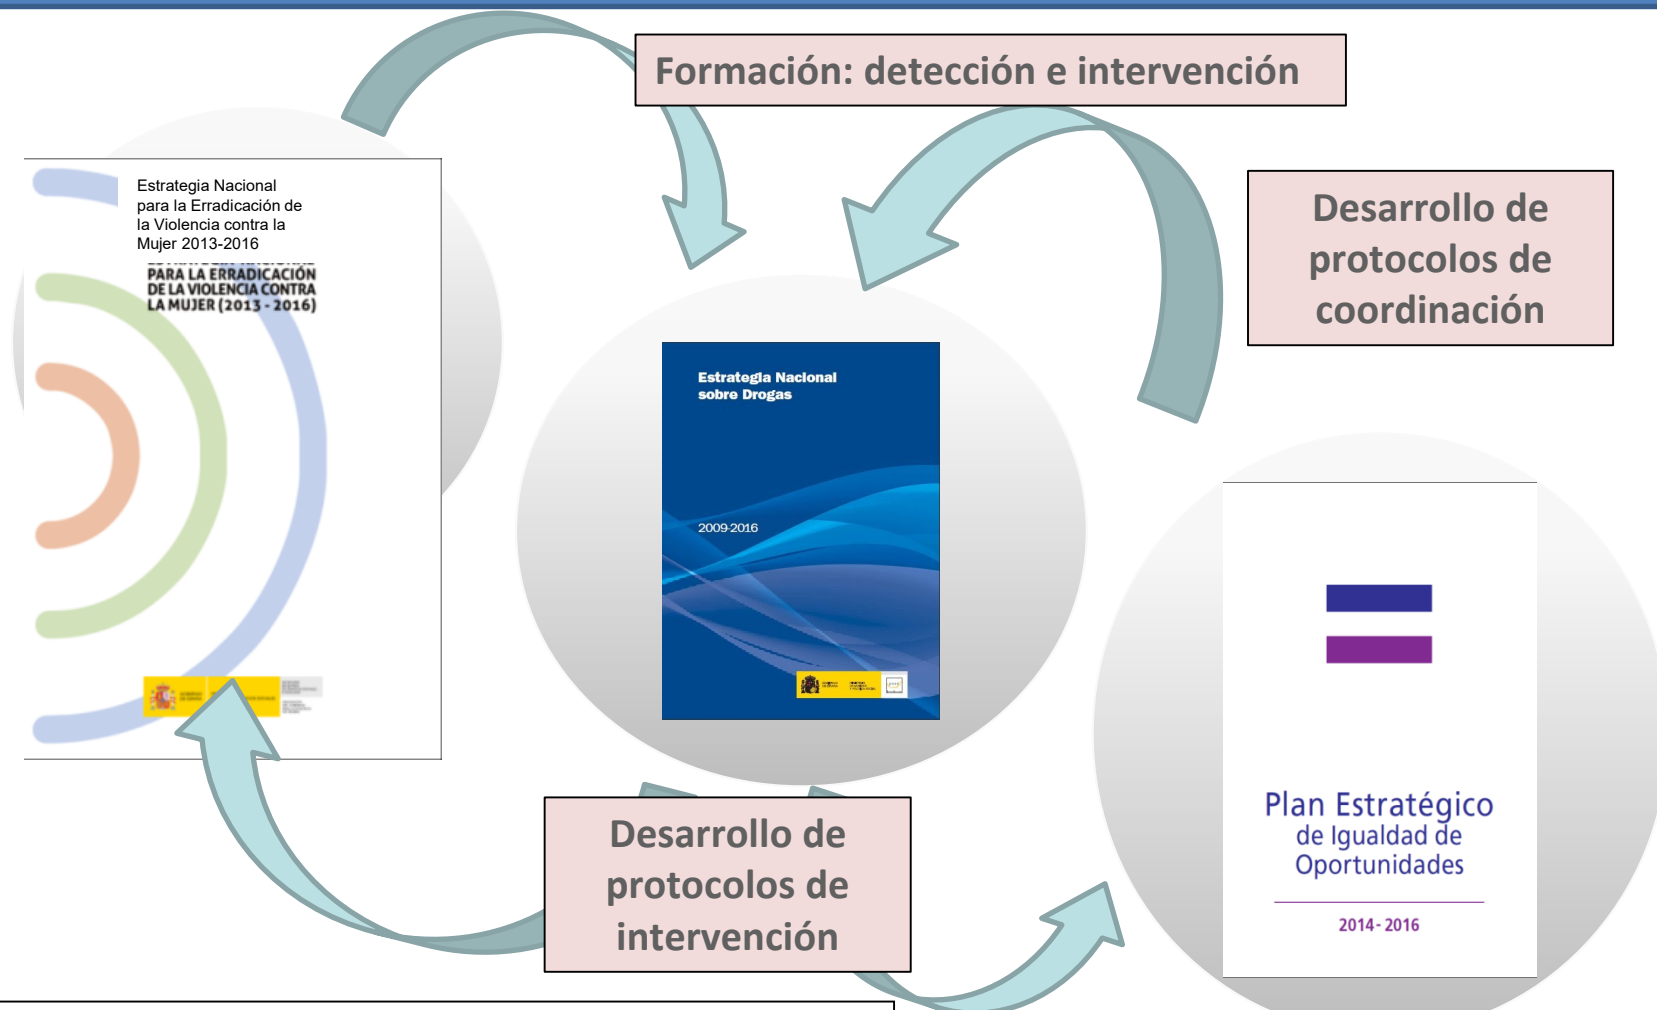 Formación: detección e intervención
Desarrollo de
protocolos de
coordinación
Estrategia Nacional
para la Erradicación de
la Violencia contra la
Mujer 2013-2016
PARA LA ERRADICACIÓN
DE LA VIOLENCIA CONTRA
LA MUJER (2013 - 2016)
Estrategia Nacional
sobre Drogas
2009-2016
Desarrollo de
protocolos de
intervención
Plan Estratégico
de Igualdad de
Oportunidades
2014-2016